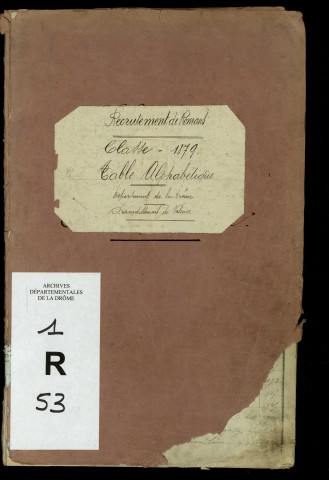 Recrutement de Romans
Classe - 1879
Table Alphabétique
Département de la Drôme
Arrondissement de Valence
ARCHIVES
DÉPARTEMENTALES
DE LA DRÔME
1
R
53